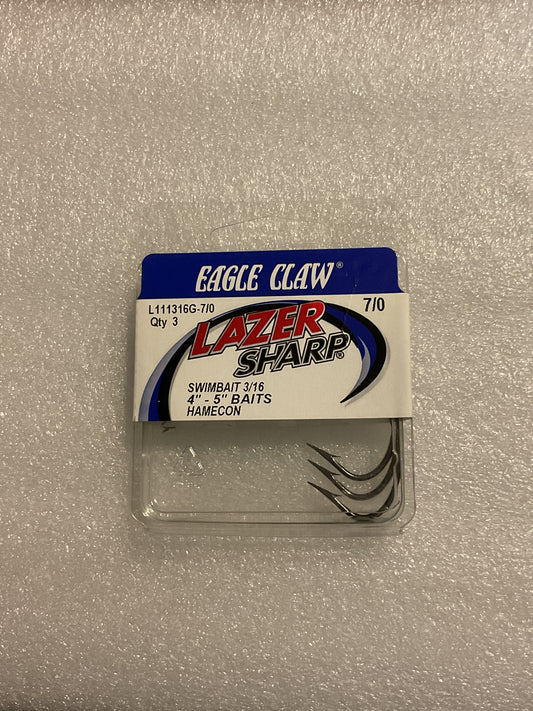 EAGLE CLAW®
L111316G-7/0
7/0
Qty 3
LAZER
SHARP®
SWIMBAIT 3/16
4" - 5" BAITS
HAMECON